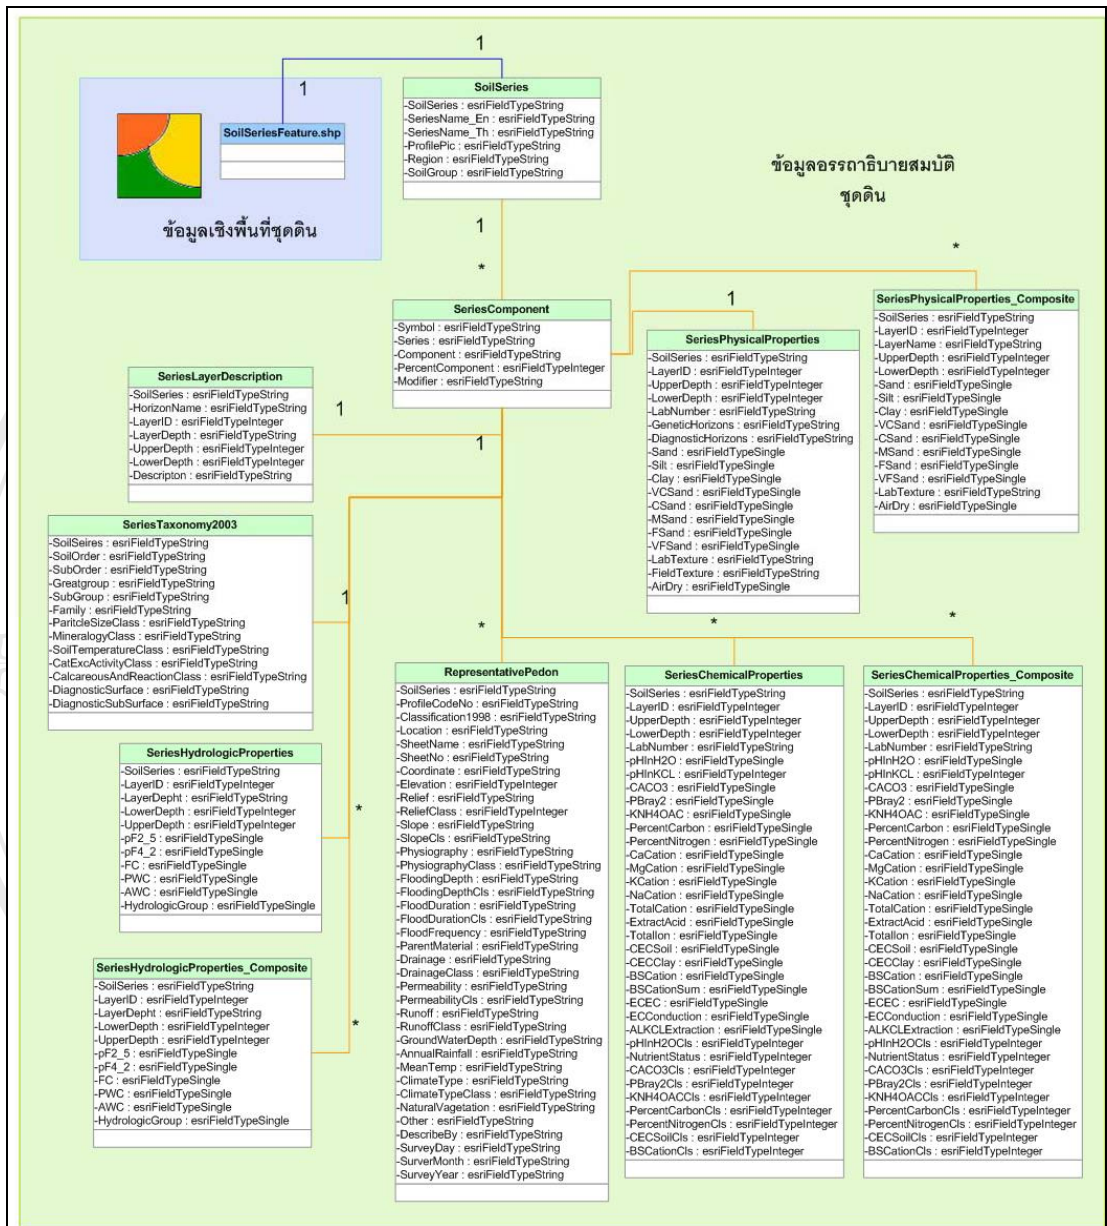 1
1
SoilSeries
-SoilSeries : esriFieldTypeString
-SeriesName_En : esriFieldTypeString
-SeriesName_Th : esriFieldTypeString
-ProfilePic : esriFieldTypeString
-Region : esriFieldTypeString
-SoilGroup : esriFieldTypeString
SoilSeriesFeature.shp
ข้อมูลเชิงพื้นที่ชุดดิน
ข้อมูลอรรถาธิบายสมบัติ
ชุดดิน
1
*
*
1
SeriesComponent
-Symbol : esriFieldTypeString
-Series : esriFieldTypeString
-Component : esriFieldTypeString
-PercentComponent : esriFieldTypeInteger
-Modifier : esriFieldTypeString
SeriesPhysicalProperties_Composite
-SoilSeries : esriFieldTypeString
-LayerID : esriFieldTypeInteger
-LayerName : esriFieldTypeString
-UpperDepth : esriFieldTypeInteger
-LowerDepth : esriFieldTypeInteger
-Sand : esriFieldTypeSingle
-Silt : esriFieldTypeSingle
-Clay : esriFieldTypeSingle
-VCSand : esriFieldTypeSingle
-CSand : esriFieldTypeSingle
-MSand : esriFieldTypeSingle
-FSand : esriFieldTypeSingle
-VFSand : esriFieldTypeSingle
-LabTexture : esriFieldTypeString
-AirDry : esriFieldTypeSingle
SeriesPhysicalProperties
-SoilSeries : esriFieldTypeString
-LayerID : esriFieldTypeInteger
-UpperDepth : esriFieldTypeInteger
-LowerDepth : esriFieldTypeInteger
-LabNumber : esriFieldTypeString
-GeneticHorizons : esriFieldTypeString
-DiagnosticHorizons : esriFieldTypeString
-Sand : esriFieldTypeSingle
-Silt : esriFieldTypeSingle
-Clay : esriFieldTypeSingle
-VCSand : esriFieldTypeSingle
-CSand : esriFieldTypeSingle
-MSand : esriFieldTypeSingle
-FSand : esriFieldTypeSingle
-VFSand : esriFieldTypeSingle
-LabTexture : esriFieldTypeString
-FieldTexture : esriFieldTypeString
-AirDry : esriFieldTypeSingle
SeriesLayerDescription
-SoilSeries : esriFieldTypeString
-HorizonName : esriFieldTypeString
-LayerID : esriFieldTypeInteger
-LayerDepth : esriFieldTypeString
-UpperDepth : esriFieldTypeInteger
-LowerDepth : esriFieldTypeInteger
-Descripton : esriFieldTypeString
1
1
SeriesTaxonomy2003
-SoilSeires : esriFieldTypeString
-SoilOrder : esriFieldTypeString
-SubOrder : esriFieldTypeString
-Greatgroup : esriFieldTypeString
-SubGroup : esriFieldTypeString
-Family : esriFieldTypeString
-ParitcleSizeClass : esriFieldTypeString
-MineralogyClass : esriFieldTypeString
-SoilTemperatureClass : esriFieldTypeString
-CatExcActivityClass : esriFieldTypeString
-CalcareousAndReactionClass : esriFieldTypeString
-DiagnosticSurface : esriFieldTypeString
-DiagnosticSubSurface : esriFieldTypeString
1
*
*
*
SeriesHydrologicProperties
-SoilSeries : esriFieldTypeString
-LayerID : esriFieldTypeInteger
-LayerDepht : esriFieldTypeString
-LowerDepth : esriFieldTypeInteger
-UpperDepth : esriFieldTypeInteger
-pF2_5 : esriFieldTypeSingle
-pF4_2 : esriFieldTypeSingle
-FC : esriFieldTypeSingle
-PWC : esriFieldTypeSingle
-AWC : esriFieldTypeSingle
-HydrologicGroup : esriFieldTypeSingle
*
SeriesHydrologicProperties_Composite
-SoilSeries : esriFieldTypeString
-LayerID : esriFieldTypeInteger
-LayerDepht : esriFieldTypeString
-LowerDepth : esriFieldTypeInteger
-UpperDepth : esriFieldTypeInteger
-pF2_5 : esriFieldTypeSingle
-pF4_2 : esriFieldTypeSingle
-FC : esriFieldTypeSingle
-PWC : esriFieldTypeSingle
-AWC : esriFieldTypeSingle
-HydrologicGroup : esriFieldTypeSingle
*
RepresentativePedon
-SoilSeries : esriFieldTypeString
-ProfileCodeNo : esriFieldTypeString
-Classification1998 : esriFieldTypeString
-Location : esriFieldTypeString
-SheetName : esriFieldTypeString
-SheetNo : esriFieldTypeString
-Coordinate : esriFieldTypeString
-Elevation : esriFieldTypeInteger
-Relief : esriFieldTypeString
-ReliefClass : esriFieldTypeInteger
-Slope : esriFieldTypeString
-SlopeCls : esriFieldTypeString
-Physiography : esriFieldTypeString
-PhysiographyClass : esriFieldTypeString
-FloodingDepth : esriFieldTypeString
-FloodingDepthCls : esriFieldTypeString
-FloodDuration : esriFieldTypeString
-FloodDurationCls : esriFieldTypeString
-FloodFrequency : esriFieldTypeString
-ParentMaterial : esriFieldTypeString
-Drainage : esriFieldTypeString
-DrainageClass : esriFieldTypeString
-Permeability : esriFieldTypeString
-PermeabilityCls : esriFieldTypeString
-Runoff : esriFieldTypeString
-RunoffClass : esriFieldTypeString
-GroundWaterDepth : esriFieldTypeString
-AnnualRainfall : esriFieldTypeString
-MeanTemp : esriFieldTypeString
-ClimateType : esriFieldTypeString
-ClimateTypeClass : esriFieldTypeString
-NaturalVagetation : esriFieldTypeString
-Other : esriFieldTypeString
-DescribeBy : esriFieldTypeString
-SurveyDay : esriFieldTypeString
-SurverMonth : esriFieldTypeString
-SurveyYear : esriFieldTypeString
SeriesChemicalProperties
-SoilSeries : esriFieldTypeString
-LayerID : esriFieldTypeInteger
-UpperDepth : esriFieldTypeInteger
-LowerDepth : esriFieldTypeInteger
-LabNumber : esriFieldTypeString
-pHInH2O : esriFieldTypeSingle
-pHInKCL : esriFieldTypeInteger
-CACO3 : esriFieldTypeSingle
-PBray2 : esriFieldTypeSingle
-KNH4OAC : esriFieldTypeSingle
-PercentCarbon : esriFieldTypeSingle
-PercentNitrogen : esriFieldTypeSingle
-CaCation : esriFieldTypeSingle
-MgCation : esriFieldTypeSingle
-KCation : esriFieldTypeSingle
-NaCation : esriFieldTypeSingle
-TotalCation : esriFieldTypeSingle
-ExtractAcid : esriFieldTypeSingle
-TotalIon : esriFieldTypeSingle
-CECSoil : esriFieldTypeSingle
-CECClay : esriFieldTypeSingle
-BSCation : esriFieldTypeSingle
-BSCationSum : esriFieldTypeSingle
-ECEC : esriFieldTypeSingle
-ECConduction : esriFieldTypeSingle
-ALKCLExtraction : esriFieldTypeSingle
-pHInH2OCls : esriFieldTypeInteger
-NutrientStatus : esriFieldTypeInteger
-CACO3Cls : esriFieldTypeInteger
-PBray2Cls : esriFieldTypeInteger
-KNH4OACCls : esriFieldTypeInteger
-PercentCarbonCls : esriFieldTypeInteger
-PercentNitrogenCls : esriFieldTypeInteger
-CECSoilCls : esriFieldTypeInteger
-BSCationCls : esriFieldTypeInteger
SeriesChemicalProperties_Composite
-SoilSeries : esriFieldTypeString
-LayerID : esriFieldTypeInteger
-UpperDepth : esriFieldTypeInteger
-LowerDepth : esriFieldTypeInteger
-LabNumber : esriFieldTypeString
-pHInH2O : esriFieldTypeSingle
-pHInKCL : esriFieldTypeInteger
-CACO3 : esriFieldTypeSingle
-PBray2 : esriFieldTypeSingle
-KNH4OAC : esriFieldTypeSingle
-PercentCarbon : esriFieldTypeSingle
-PercentNitrogen : esriFieldTypeSingle
-CaCation : esriFieldTypeSingle
-MgCation : esriFieldTypeSingle
-KCation : esriFieldTypeSingle
-NaCation : esriFieldTypeSingle
-TotalCation : esriFieldTypeSingle
-ExtractAcid : esriFieldTypeSingle
-TotalIon : esriFieldTypeSingle
-CECSoil : esriFieldTypeSingle
-CECClay : esriFieldTypeSingle
-BSCation : esriFieldTypeSingle
-BSCationSum : esriFieldTypeSingle
-ECEC : esriFieldTypeSingle
-ECConduction : esriFieldTypeSingle
-ALKCLExtraction : esriFieldTypeSingle
-pHInH2OCls : esriFieldTypeInteger
-NutrientStatus : esriFieldTypeInteger
-CACO3Cls : esriFieldTypeInteger
-PBray2Cls : esriFieldTypeInteger
-KNH4OACCls : esriFieldTypeInteger
-PercentCarbonCls : esriFieldTypeInteger
-PercentNitrogenCls : esriFieldTypeInteger
-CECSoilCls : esriFieldTypeInteger
-BSCationCls : esriFieldTypeInteger